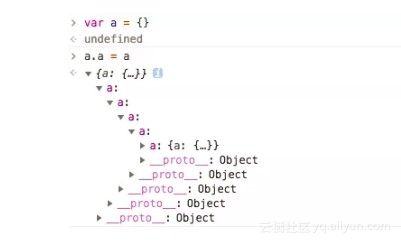 > var a = {}
< undefined
> a.a = a
< ▼{a: {…}} i
▼a:
▼a:
▼a:
▼a:
▶a: {a: {…}}
▶__proto__: Object
▶__proto__: Object
▶__proto__: Object
▶__proto__: Object
▶__proto__: Object
云栖社区 yq.aliyun.com